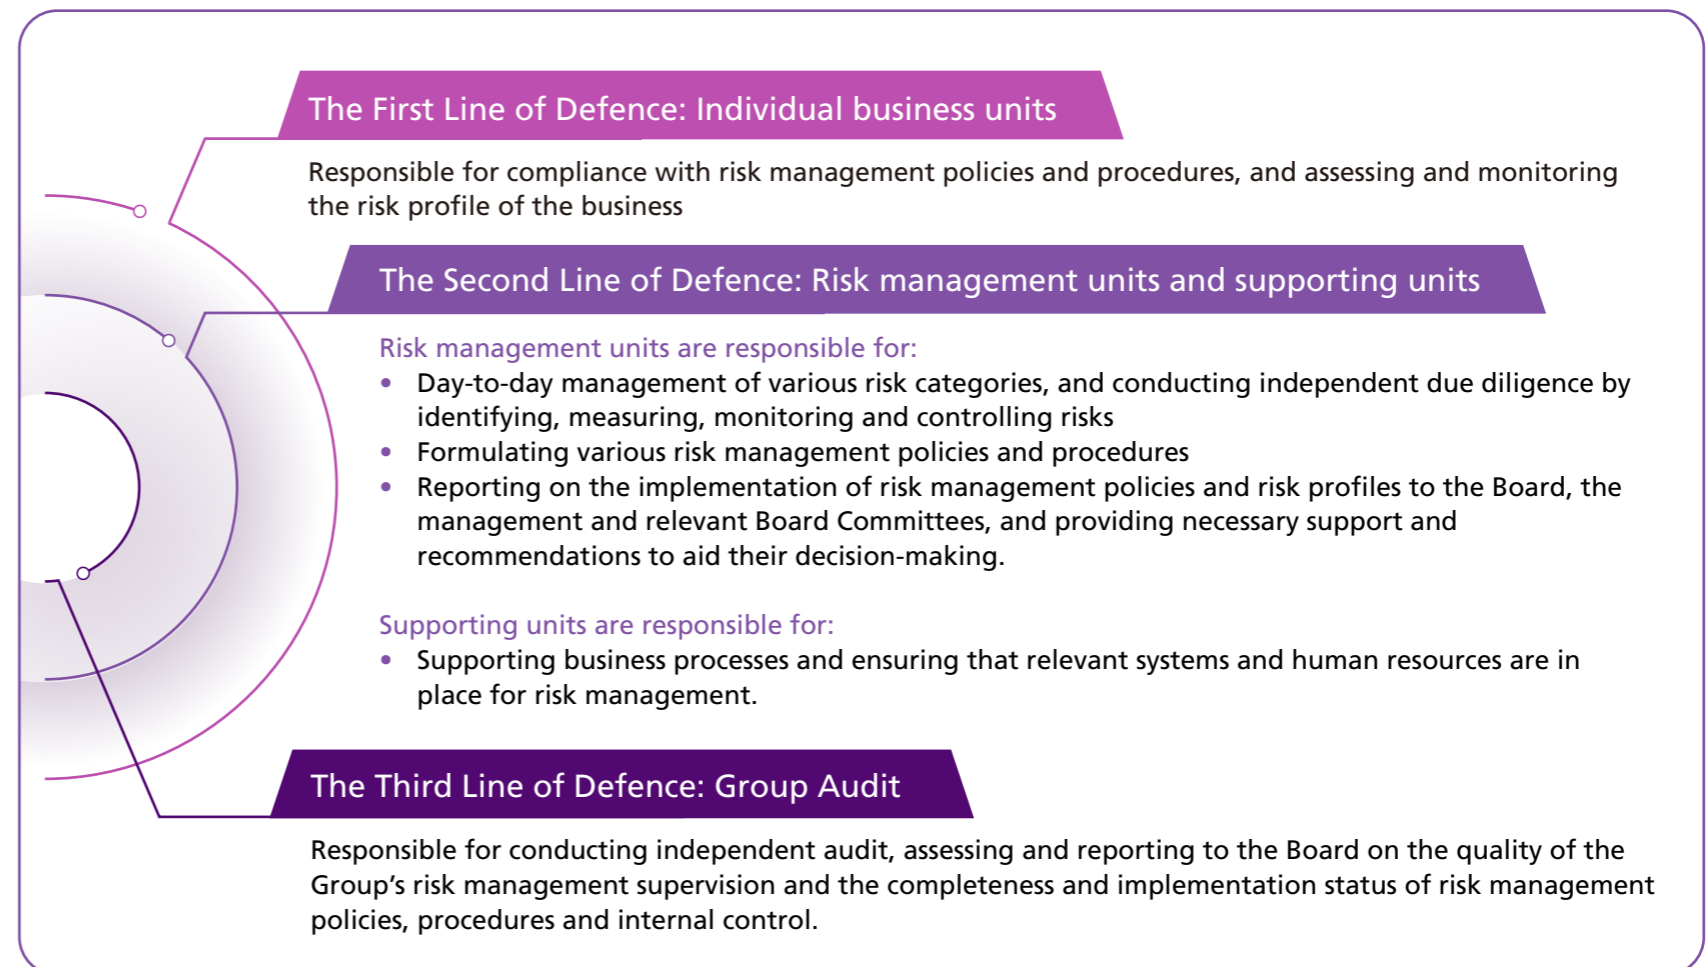 The First Line of Defence: Individual business units
Responsible for compliance with risk management policies and procedures, and assessing and monitoring
the risk profile of the business
The Second Line of Defence: Risk management units and supporting units
Risk management units are responsible for:
• Day-to-day management of various risk categories, and conducting independent due diligence by
identifying, measuring, monitoring and controlling risks
• Formulating various risk management policies and procedures
• Reporting on the implementation of risk management policies and risk profiles to the Board, the
management and relevant Board Committees, and providing necessary support and
recommendations to aid their decision-making.
Supporting units are responsible for:
• Supporting business processes and ensuring that relevant systems and human resources are in
place for risk management.
The Third Line of Defence: Group Audit
Responsible for conducting independent audit, assessing and reporting to the Board on the quality of the
Group’s risk management supervision and the completeness and implementation status of risk management
policies, procedures and internal control.